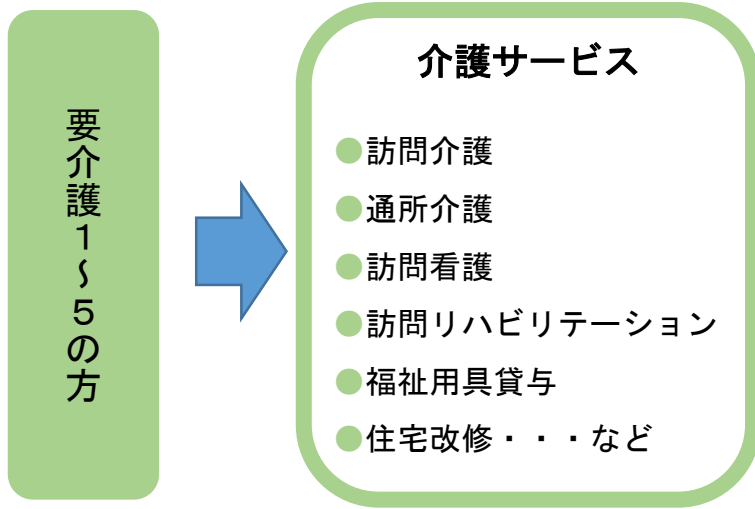 要介護１～５の方
介護サービス
●訪問介護
●通所介護
●訪問看護
●訪問リハビリテーション
●福祉用具貸与
●住宅改修・・・など